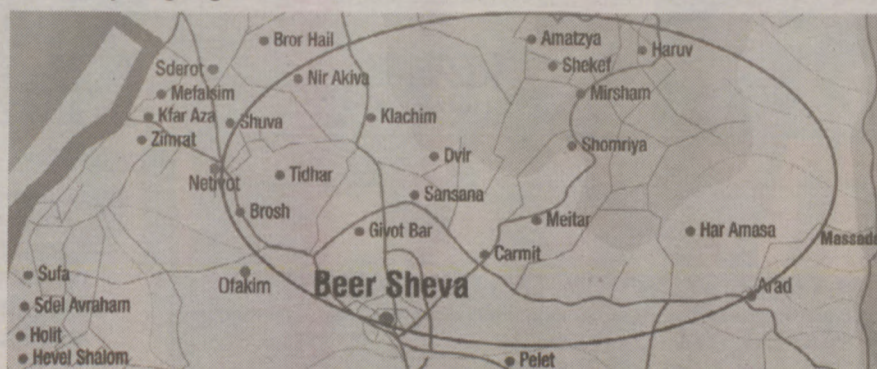 Bror Hail
Amatzya
Haruv
Sderot
Shekef
Nir Akiva
Mefalsim
Mirsham
Kfar Aza
Shuva
Klachim
Zimrat
Shomriya
Dvir
Netivot
Tidhar
Sansana
Brosh
Meitar
Givot Bar
Har Amasa
Massada
Carmit
Sufa
Ofakim
Beer Sheva
Arad
Sdel Avraham
Holit
Hevel Shalom
Pelet